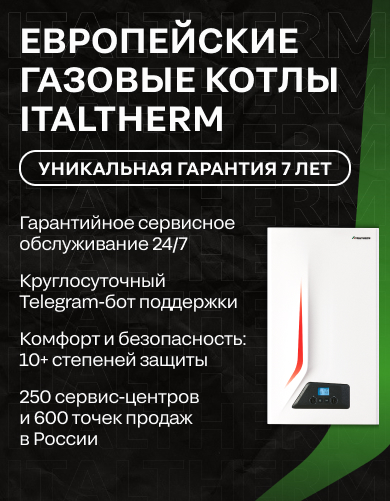 ЕВРОПЕЙСКИЕ
ГАЗОВЫЕ КОТЛЫ
ITALTHERM
УНИКАЛЬНАЯ ГАРАНТИЯ 7 ЛЕТ
Гарантийное сервисное
обслуживание 24/7
Круглосуточный
Telegram-бот поддержки
Комфорт и безопасность:
10+ степеней защиты
250 сервис-центров
и 600 точек продаж
в России